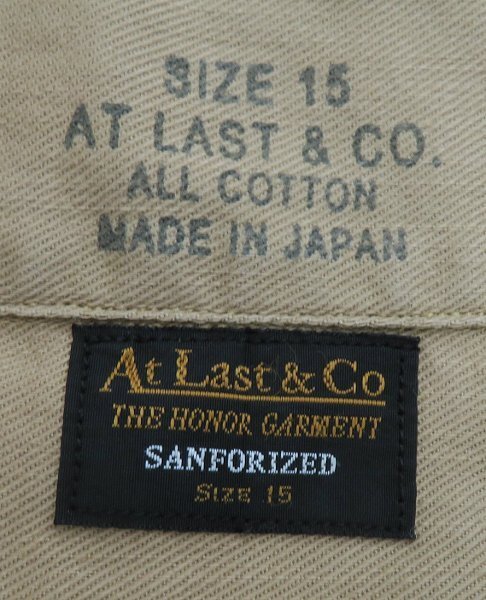 SIZE 15
AT LAST & CO.
ALL COTTON
MADE IN JAPAN
At Last & Co
THE HONOR GARMENT
SANFORIZED
SIZE 15